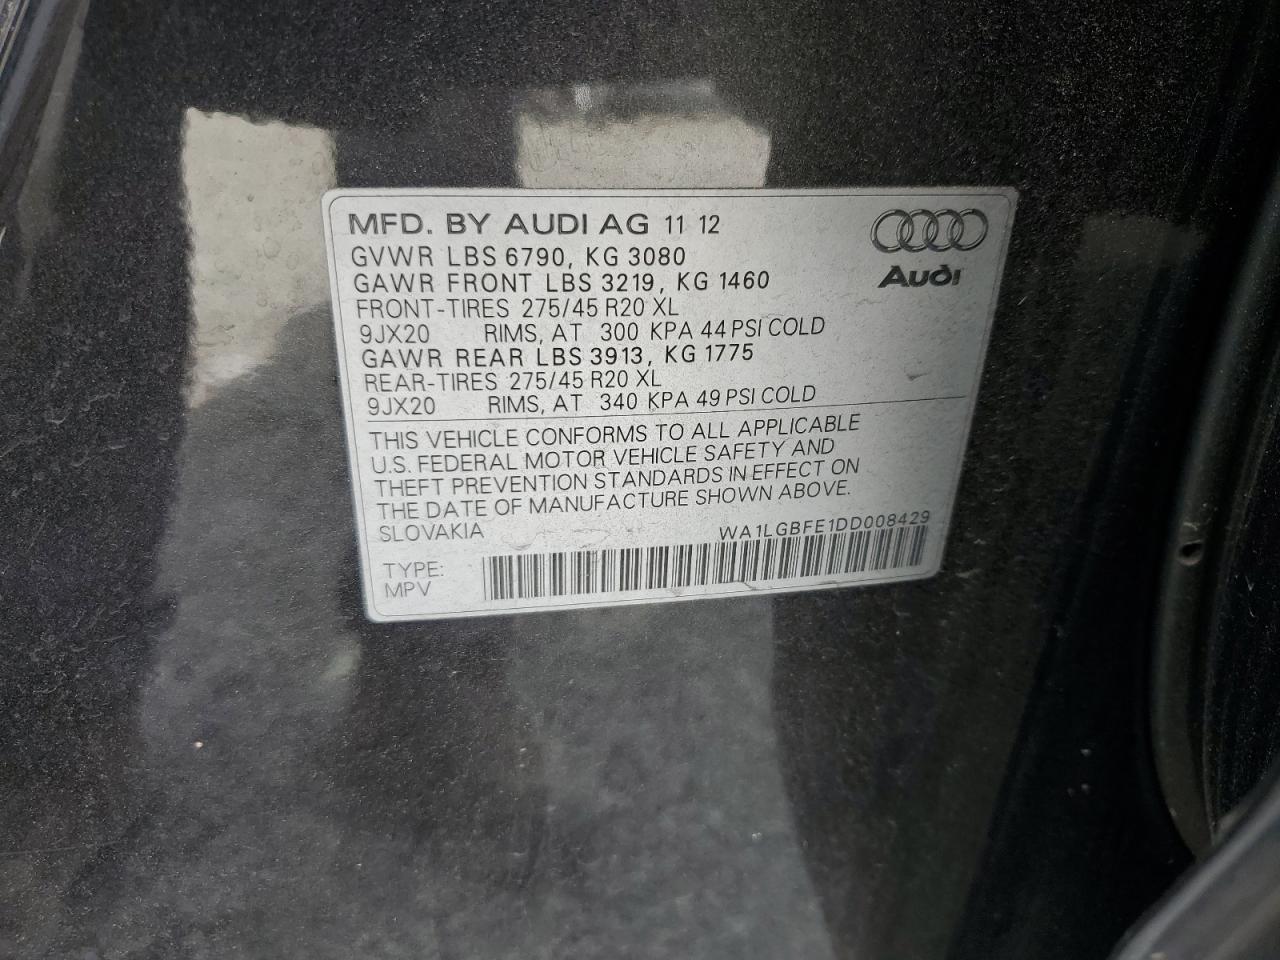 MFD. BY AUDI AG 11 12
GVWR LBS 6790, KG 3080
GAWR FRONT LBS 3219, KG 1460
FRONT-TIRES 275/45 R20 XL
9JX20 RIMS, AT 300 KPA 44 PSI COLD
GAWR REAR LBS 3913, KG 1775
REAR-TIRES 275/45 R20 XL
9JX20 RIMS, AT 340 KPA 49 PSI COLD
Audi
THIS VEHICLE CONFORMS TO ALL APPLICABLE
U.S. FEDERAL MOTOR VEHICLE SAFETY AND
THEFT PREVENTION STANDARDS IN EFFECT ON
THE DATE OF MANUFACTURE SHOWN ABOVE.
SLOVAKIA WA1LGBFE1DD008429
TYPE:
MPV